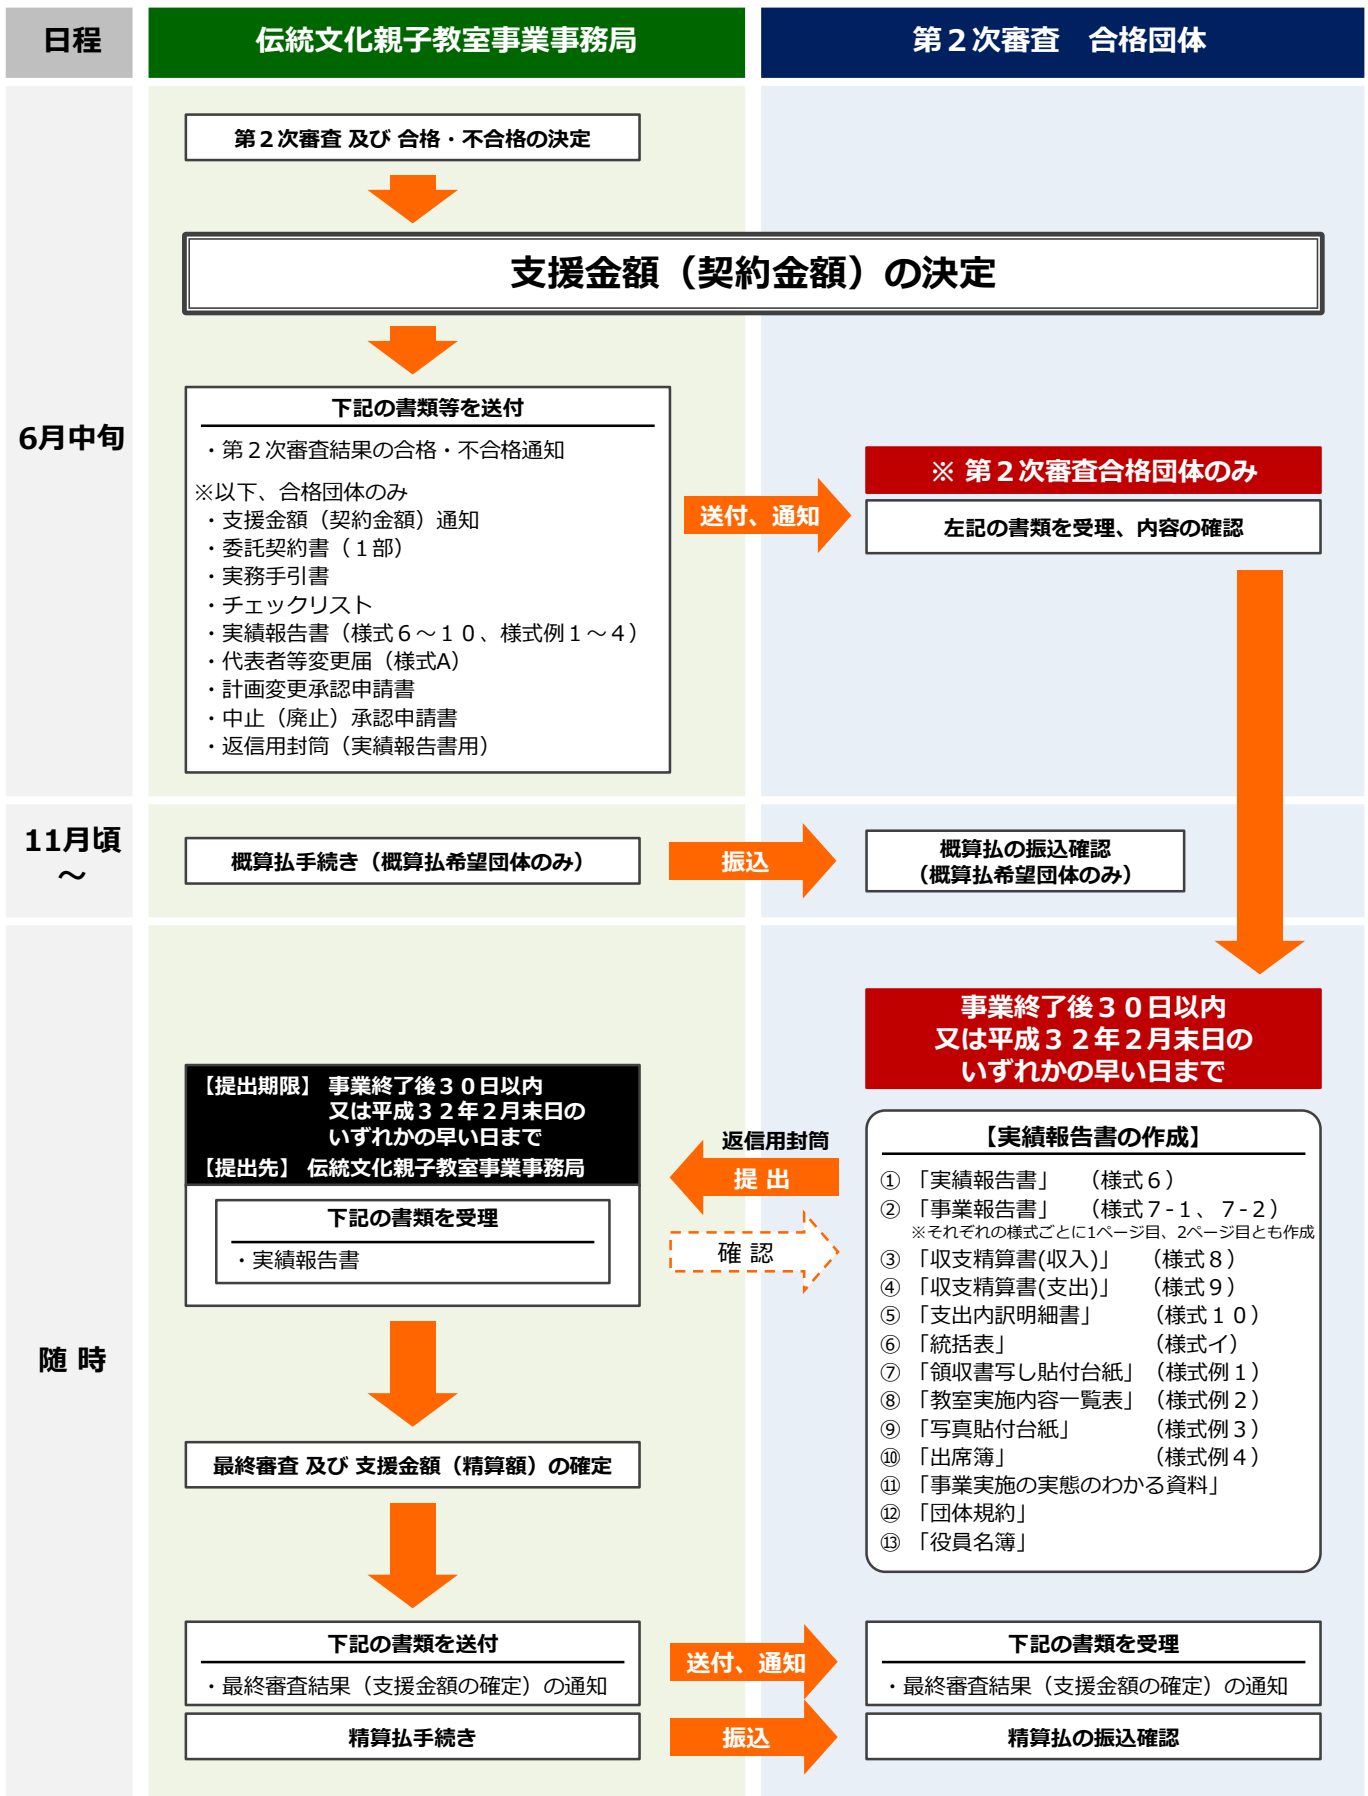 日程
伝統文化親子教室事業事務局
第２次審査　合格団体
6月中旬
第２次審査 及び 合格・不合格の決定
支援金額（契約金額）の決定
下記の書類等を送付
・第２次審査結果の合格・不合格通知
※以下、合格団体のみ
・支援金額（契約金額）通知
・委託契約書（１部）
・実務手引書
・チェックリスト
・実績報告書（様式６～１０、様式例１～４）
・代表者等変更届（様式A）
・計画変更承認申請書
・中止（廃止）承認申請書
・返信用封筒（実績報告書用）
送付、通知
※ 第２次審査合格団体のみ
左記の書類を受理、内容の確認
11月頃
～
概算払手続き（概算払希望団体のみ）
振込
概算払の振込確認
（概算払希望団体のみ）
随 時
事業終了後３０日以内
又は平成３２年２月末日の
いずれかの早い日まで
【提出期限】 事業終了後３０日以内
又は平成３２年２月末日の
いずれかの早い日まで
【提出先】 伝統文化親子教室事業事務局
下記の書類を受理
・実績報告書
返信用封筒
提 出
確 認
【実績報告書の作成】
① 「実績報告書」 （様式６）
② 「事業報告書」 （様式７-１、７-２）
※それぞれの様式ごとに1ページ目、2ページ目とも作成
③ 「収支精算書(収入)」 （様式８）
④ 「収支精算書(支出)」 （様式９）
⑤ 「支出内訳明細書」 （様式１０）
⑥ 「統括表」 （様式イ）
⑦ 「領収書写し貼付台紙」（様式例１）
⑧ 「教室実施内容一覧表」（様式例２）
⑨ 「写真貼付台紙」 （様式例３）
⑩ 「出席簿」 （様式例４）
⑪ 「事業実施の実態のわかる資料」
⑫ 「団体規約」
⑬ 「役員名簿」
最終審査 及び 支援金額（精算額）の確定
下記の書類を送付
・最終審査結果（支援金額の確定）の通知
送付、通知
下記の書類を受理
・最終審査結果（支援金額の確定）の通知
精算払手続き
振込
精算払の振込確認